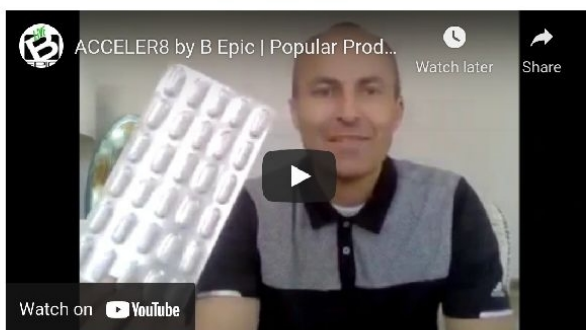 ACCELER8 by B Epic | Popular Prod...
Watch later
Share
Watch on YouTube